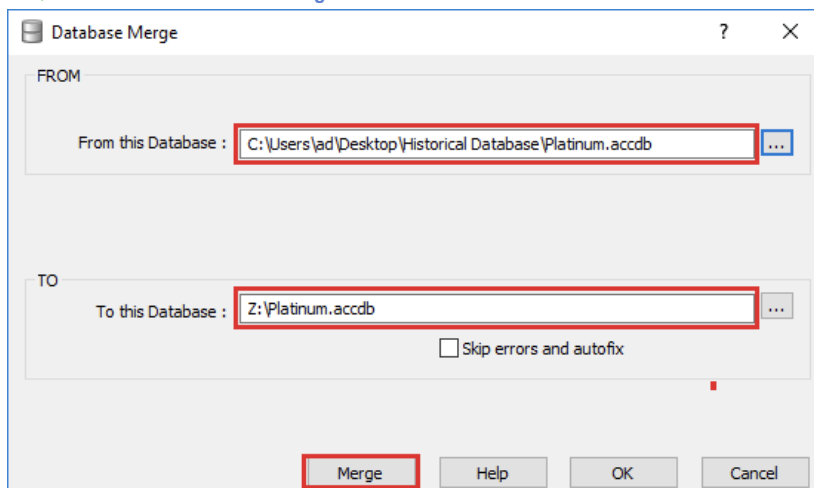 Database Merge ?
FROM
From this Database : C:\Users\ad\Desktop\Historical Database\Platinum.accdb ...
TO
To this Database : Z:\Platinum.accdb ...
Skip errors and autofix
Merge Help OK Cancel